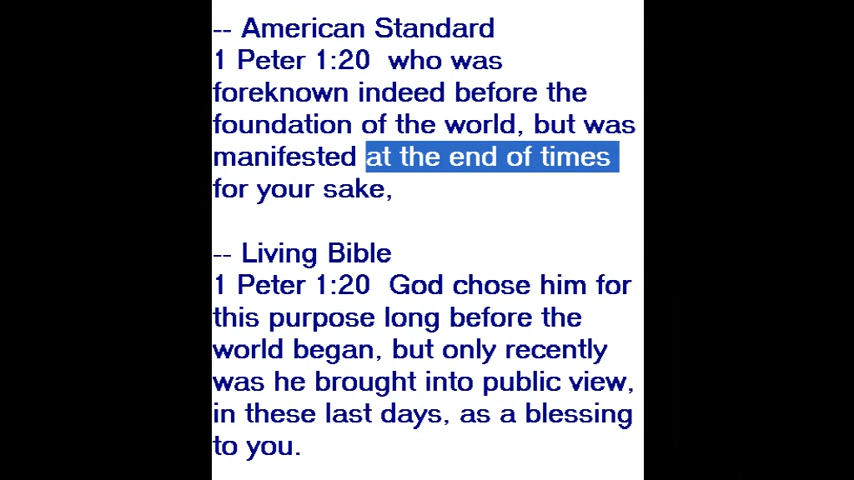 -- American Standard
1 Peter 1:20  who was
foreknown indeed before the
foundation of the world, but was
manifested at the end of times
for your sake,
-- Living Bible
1 Peter 1:20  God chose him for
this purpose long before the
world began, but only recently
was he brought into public view,
in these last days, as a blessing
to you.